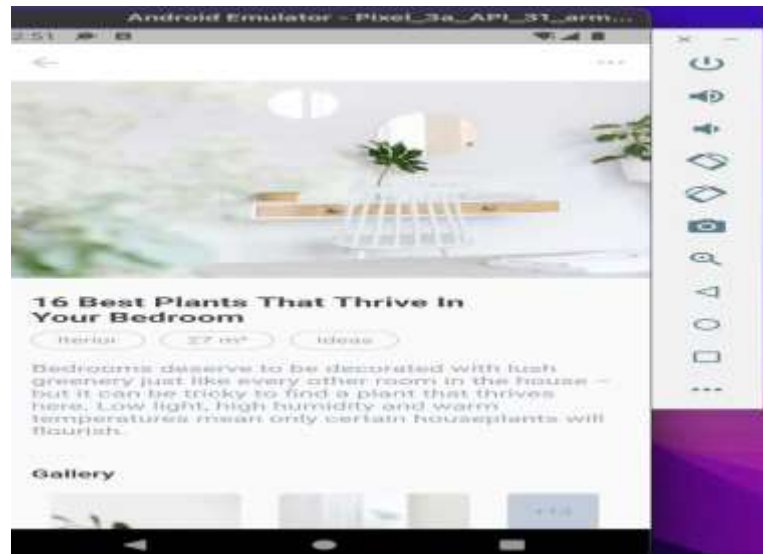 Android Emulator - Pixel_3a_API_31_arm...
2:51
16 Best Plants That Thrive In
Your Bedroom
Iterior
27 m²
Ideas
Bedrooms deserve to be decorated with lush
greenery just like every other room in the house –
but it can be tricky to find a plant that thrives
here. Low light, high humidity and warm
temperatures mean only certain houseplants will
flourish.
Gallery